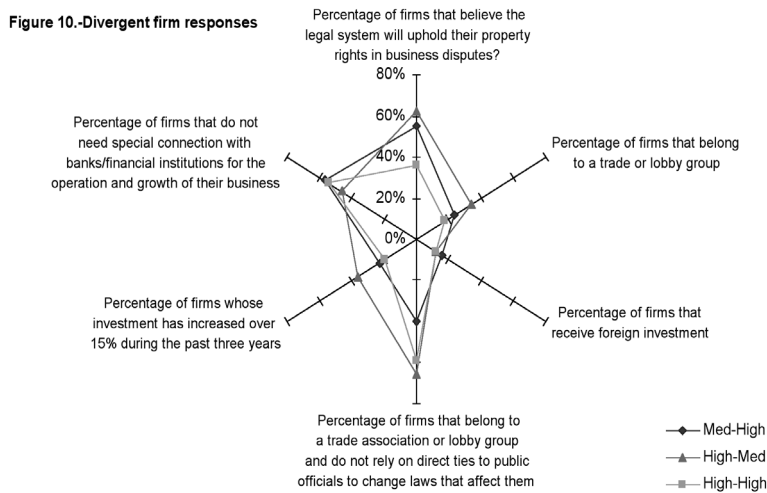 Figure 10.-Divergent firm responses
Percentage of firms that believe the
legal system will uphold their property
rights in business disputes?
80%
60%
40%
20%
0%
Percentage of firms that belong
to a trade or lobby group
Percentage of firms that
receive foreign investment
Percentage of firms that belong to
a trade association or lobby group
and do not rely on direct ties to public
officials to change laws that affect them
Percentage of firms whose
investment has increased over
15% during the past three years
Percentage of firms that do not
need special connection with
banks/financial institutions for the
operation and growth of their business
Med-High
High-Med
High-High